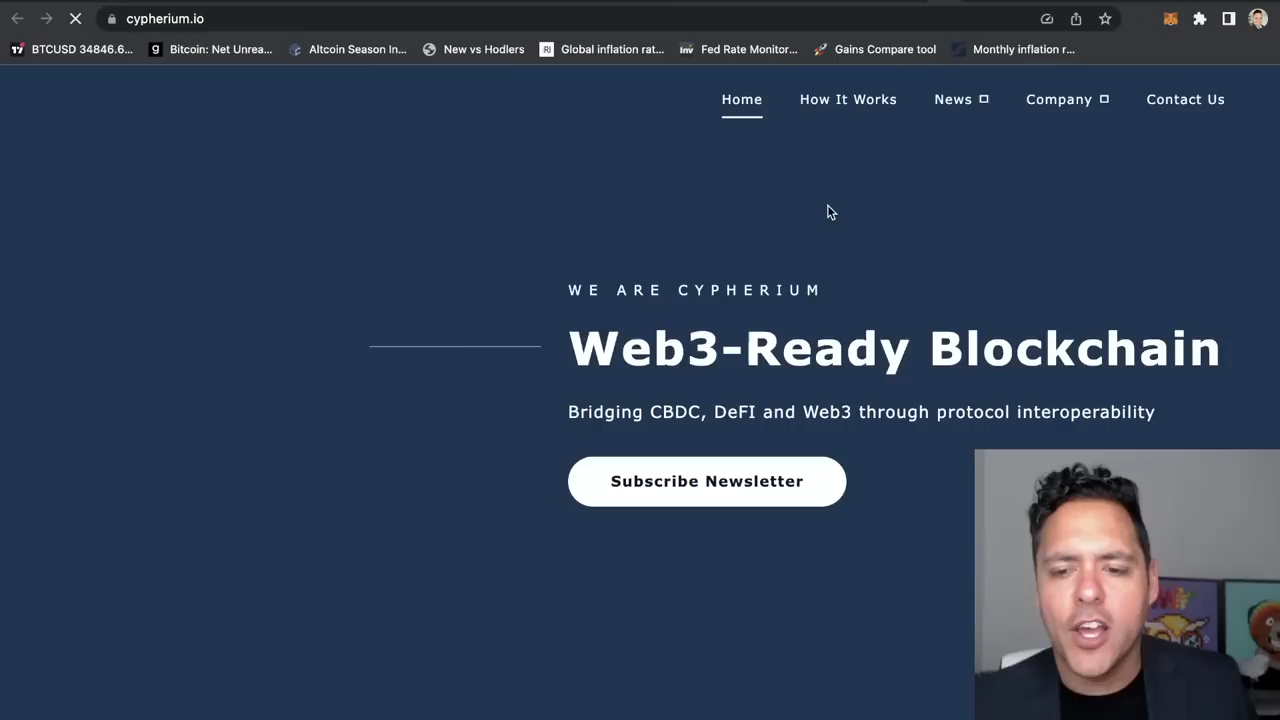 cypherium.io
BTCUSD 34846.6... Bitcoin: Net Unrea... Altcoin Season In... New vs Hodlers RI Global inflation rat... Inv Fed Rate Monitor... Gains Compare tool Monthly inflation r...
Home How It Works News Company Contact Us
WE ARE CYPHERIUM
Web3-Ready Blockchain
Bridging CBDC, DeFI and Web3 through protocol interoperability
Subscribe Newsletter